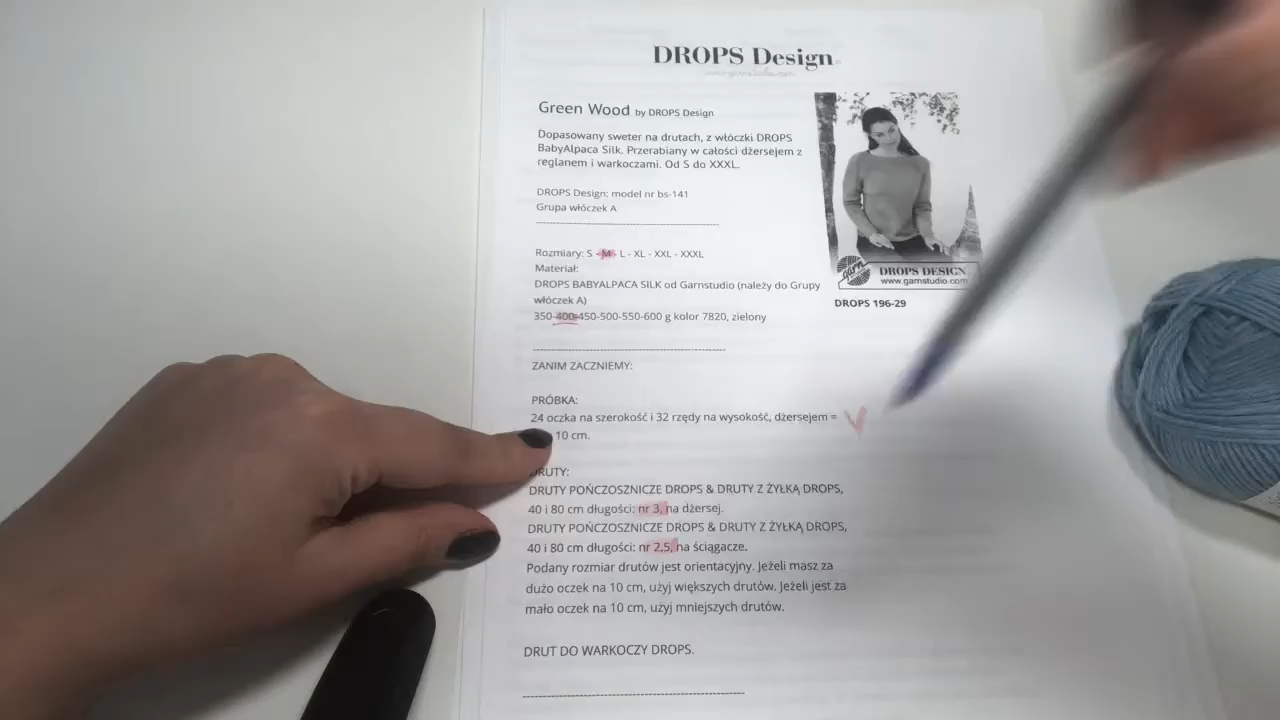 DROPS Design
Green Wood by DROPS Design
Dopasowany sweter na drutach, z włóczki DROPS
BabyAlpaca Silk. Przerabiany w całości dżersejem z
reglanem i warkoczami. Od S do XXXL.
DROPS Design: model nr bs-141
Grupa włóczek A
Rozmiary: S - M - L - XL - XXL - XXXL
Materiał:
DROPS BABYALPACA SILK od Garnstudio (należy do Grupy
włóczek A)
350-400-450-500-550-600 g kolor 7820, zielony
garn
DROPS DESIGN
www.garnstudio.com
DROPS 196-29
ZANIM ZACZNIEMY:
PRÓBKA:
24 oczka na szerokość i 32 rzędy na wysokość, dżersejem =
10 cm.
DRUTY:
DRUTY POŃCZOSZNICZE DROPS & DRUTY Z ŻYŁKĄ DROPS,
40 i 80 cm długości: nr 3, na dżersej.
DRUTY POŃCZOSZNICZE DROPS & DRUTY Z ŻYŁKĄ DROPS,
40 i 80 cm długości: nr 2,5, na ściągacze.
Podany rozmiar drutów jest orientacyjny. Jeżeli masz za
dużo oczek na 10 cm, użyj większych drutów. Jeżeli jest za
mało oczek na 10 cm, użyj mniejszych drutów.
DRUT DO WARKOCZY DROPS.